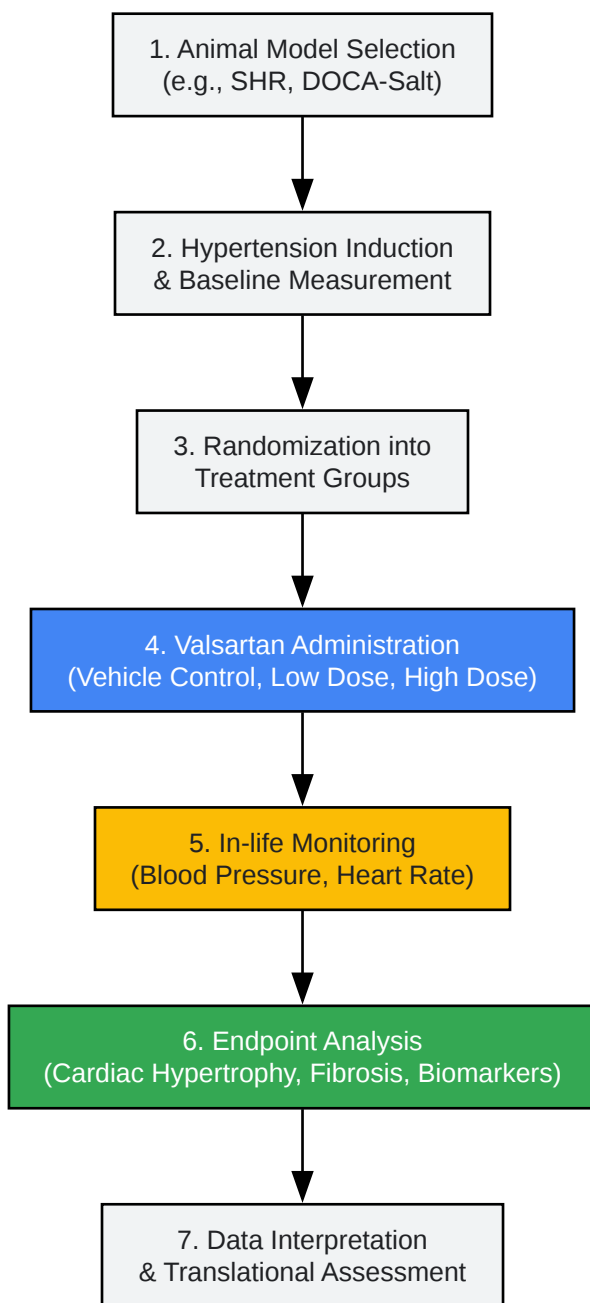 1. Animal Model Selection
(e.g., SHR, DOCA-Salt)
2. Hypertension Induction
& Baseline Measurement
3. Randomization into
Treatment Groups
4. Valsartan Administration
(Vehicle Control, Low Dose, High Dose)
5. In-life Monitoring
(Blood Pressure, Heart Rate)
6. Endpoint Analysis
(Cardiac Hypertrophy, Fibrosis, Biomarkers)
7. Data Interpretation
& Translational Assessment